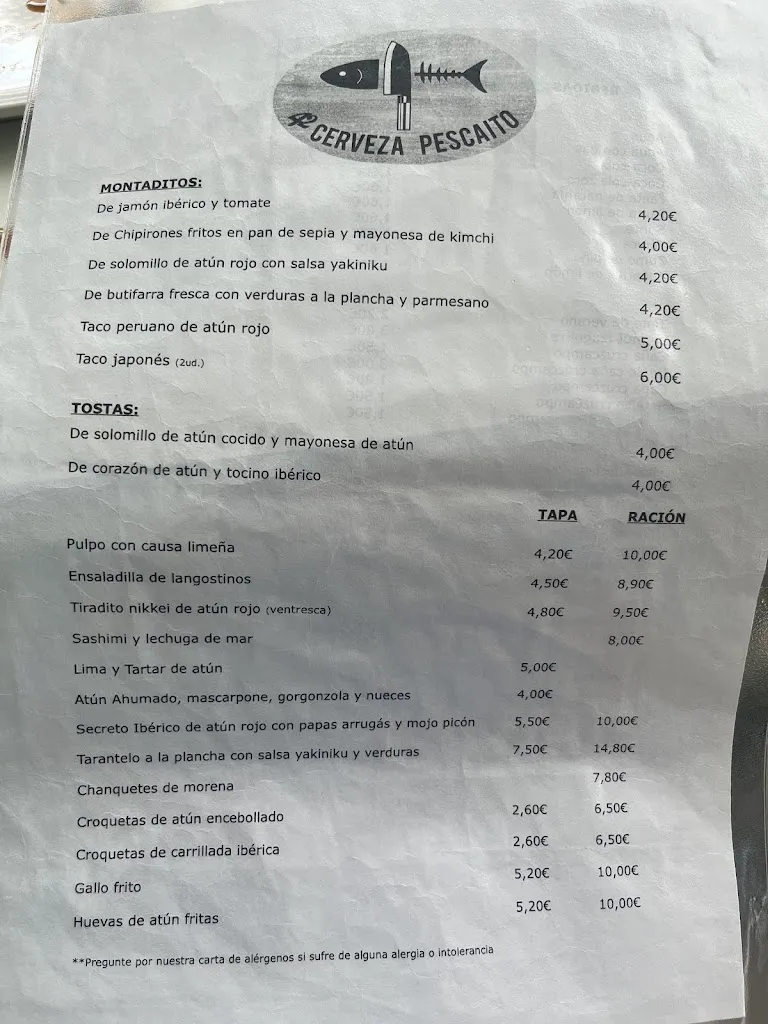 & CERVEZA PESCAITO
MONTADITOS:
De jamón ibérico y tomate 4,20€
De Chipirones fritos en pan de sepia y mayonesa de kimchi 4,00€
De solomillo de atún rojo con salsa yakiniku 4,20€
De butifarra fresca con verduras a la plancha y parmesano 4,20€
Taco peruano de atún rojo 5,00€
Taco japonés (2ud.) 6,00€
TOSTAS:
De solomillo de atún cocido y mayonesa de atún 4,00€
De corazón de atún y tocino ibérico 4,00€
TAPA RACIÓN
Pulpo con causa limeña 4,20€ 10,00€
Ensaladilla de langostinos 4,50€ 8,90€
Tiradito nikkei de atún rojo (ventresca) 4,80€ 9,50€
Sashimi y lechuga de mar 8,00€
Lima y Tartar de atún 5,00€
Atún Ahumado, mascarpone, gorgonzola y nueces 4,00€
Secreto Ibérico de atún rojo con papas arrugás y mojo picón 5,50€ 10,00€
Tarantelo a la plancha con salsa yakiniku y verduras 7,50€ 14,80€
Chanquetes de morena 7,80€
Croquetas de atún encebollado 2,60€ 6,50€
Croquetas de carrillada ibérica 2,60€ 6,50€
Gallo frito 5,20€ 10,00€
Huevas de atún fritas 5,20€ 10,00€
**Pregunte por nuestra carta de alérgenos si sufre de alguna alergia o intolerancia